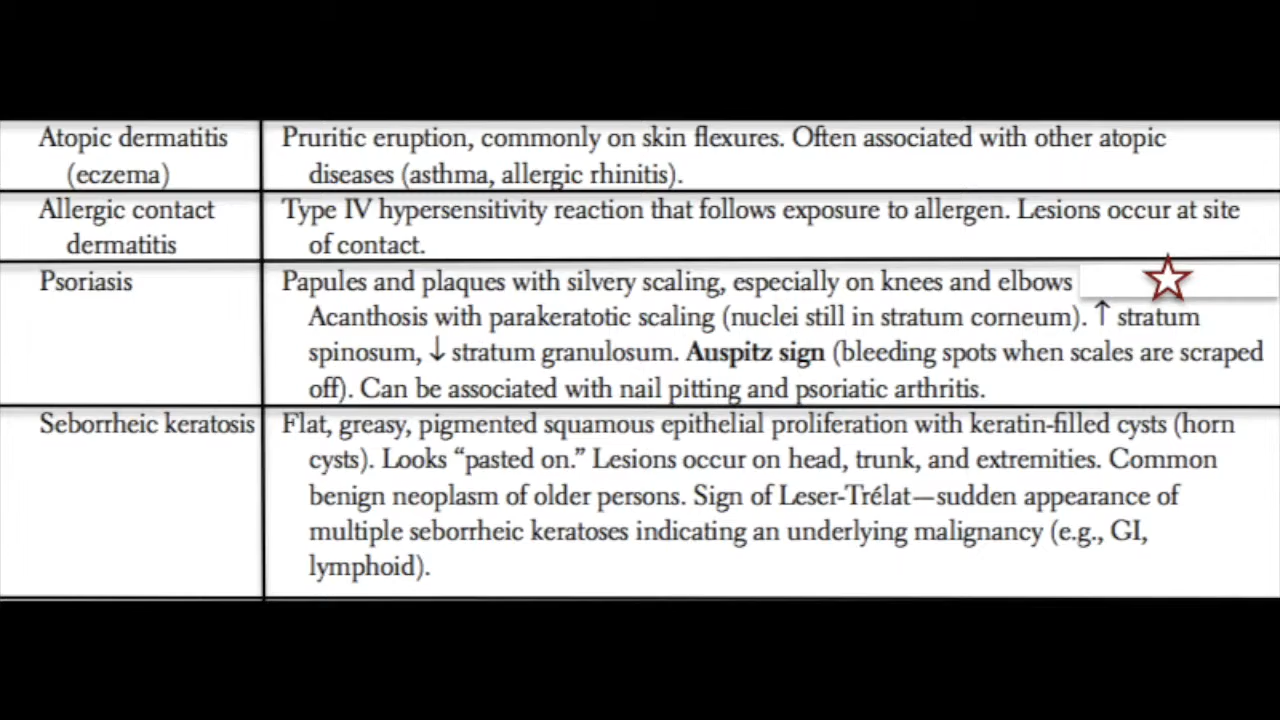 Atopic dermatitis
(eczema)
Pruritic eruption, commonly on skin flexures. Often associated with other atopic
diseases (asthma, allergic rhinitis).
Allergic contact
dermatitis
Type IV hypersensitivity reaction that follows exposure to allergen. Lesions occur at site
of contact.
Psoriasis
Papules and plaques with silvery scaling, especially on knees and elbows
Acanthosis with parakeratotic scaling (nuclei still in stratum corneum). ↑ stratum
spinosum, ↓ stratum granulosum. Auspitz sign (bleeding spots when scales are scraped
off). Can be associated with nail pitting and psoriatic arthritis.
Seborrheic keratosis
Flat, greasy, pigmented squamous epithelial proliferation with keratin-filled cysts (horn
cysts). Looks “pasted on.” Lesions occur on head, trunk, and extremities. Common
benign neoplasm of older persons. Sign of Leser-Trélat—sudden appearance of
multiple seborrheic keratoses indicating an underlying malignancy (e.g., GI,
lymphoid).